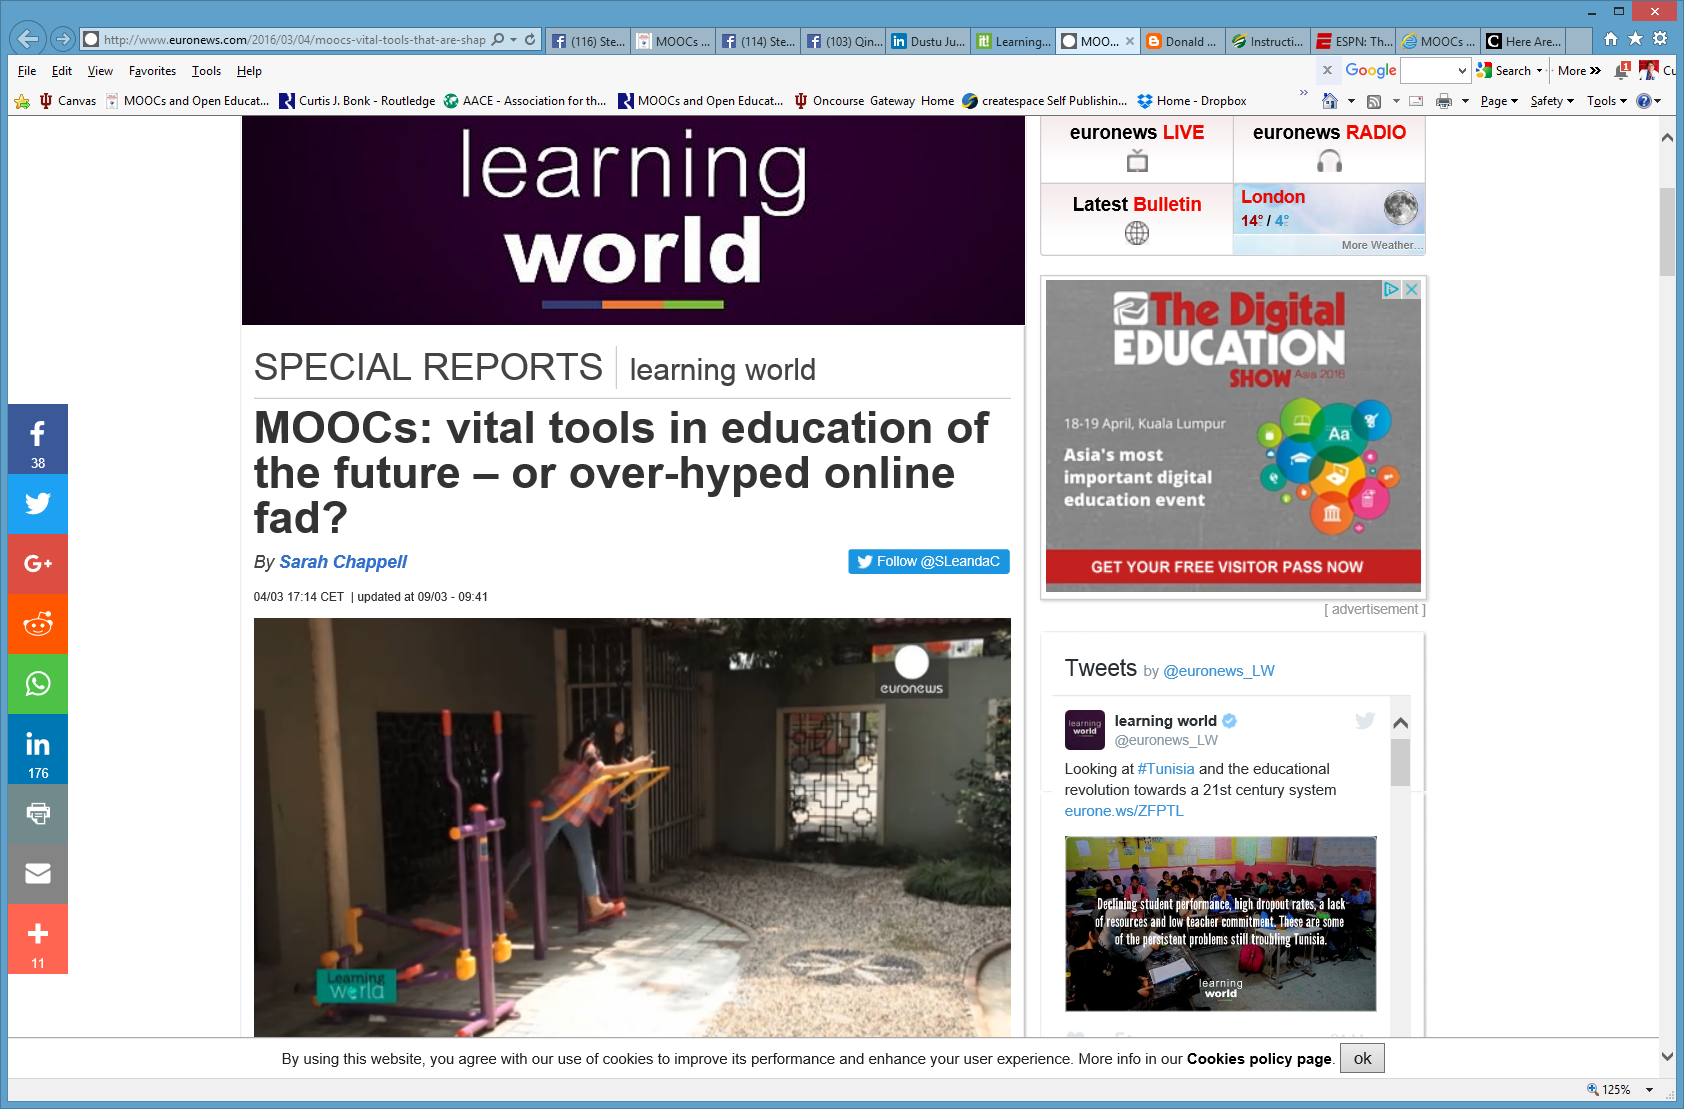 http://www.euronews.com/2016/03/04/moocs-vital-tools-that-are-shap
(116) Ste...
MOOCs ...
(114) Ste...
(103) Qin...
Dustu Ju...
Learning...
MOO...
Donald ...
Instructi...
ESPN: Th...
MOOCs ...
Here Are...
File Edit View Favorites Tools Help
x Google Search More »
1
Cu
Canvas
MOOCs and Open Educat...
Curtis J. Bonk - Routledge
AACE - Association for th...
MOOCs and Open Educat...
Oncourse Gateway Home
createspace Self Publishin...
Home - Dropbox
»
Page Safety Tools
learning
world
euronews LIVE
euronews RADIO
Latest Bulletin
London
14° / 4°
More Weather...
SPECIAL REPORTS | learning world
MOOCs: vital tools in education of
the future – or over-hyped online
fad?
By Sarah Chappell
Follow @SLeandaC
04/03 17:14 CET | updated at 09/03 - 09:41
euronews
Learning
world
38
G+
in
176
11
The Digital
EDUCATION
SHOW Asia 2016
18-19 April, Kuala Lumpur
Asia's most
important digital
education event
Aa
GET YOUR FREE VISITOR PASS NOW
[ advertisement ]
Tweets by @euronews_LW
learning
world
learning world
@euronews_LW
Looking at #Tunisia and the educational
revolution towards a 21st century system
eurone.ws/ZFPTL
Declining student performance, high dropout rates, a lack
of resources and low teacher commitment. These are some
of the persistent problems still troubling Tunisia.
learning
world
By using this website, you agree with our use of cookies to improve its performance and enhance your user experience. More info in our Cookies policy page. ok
125%